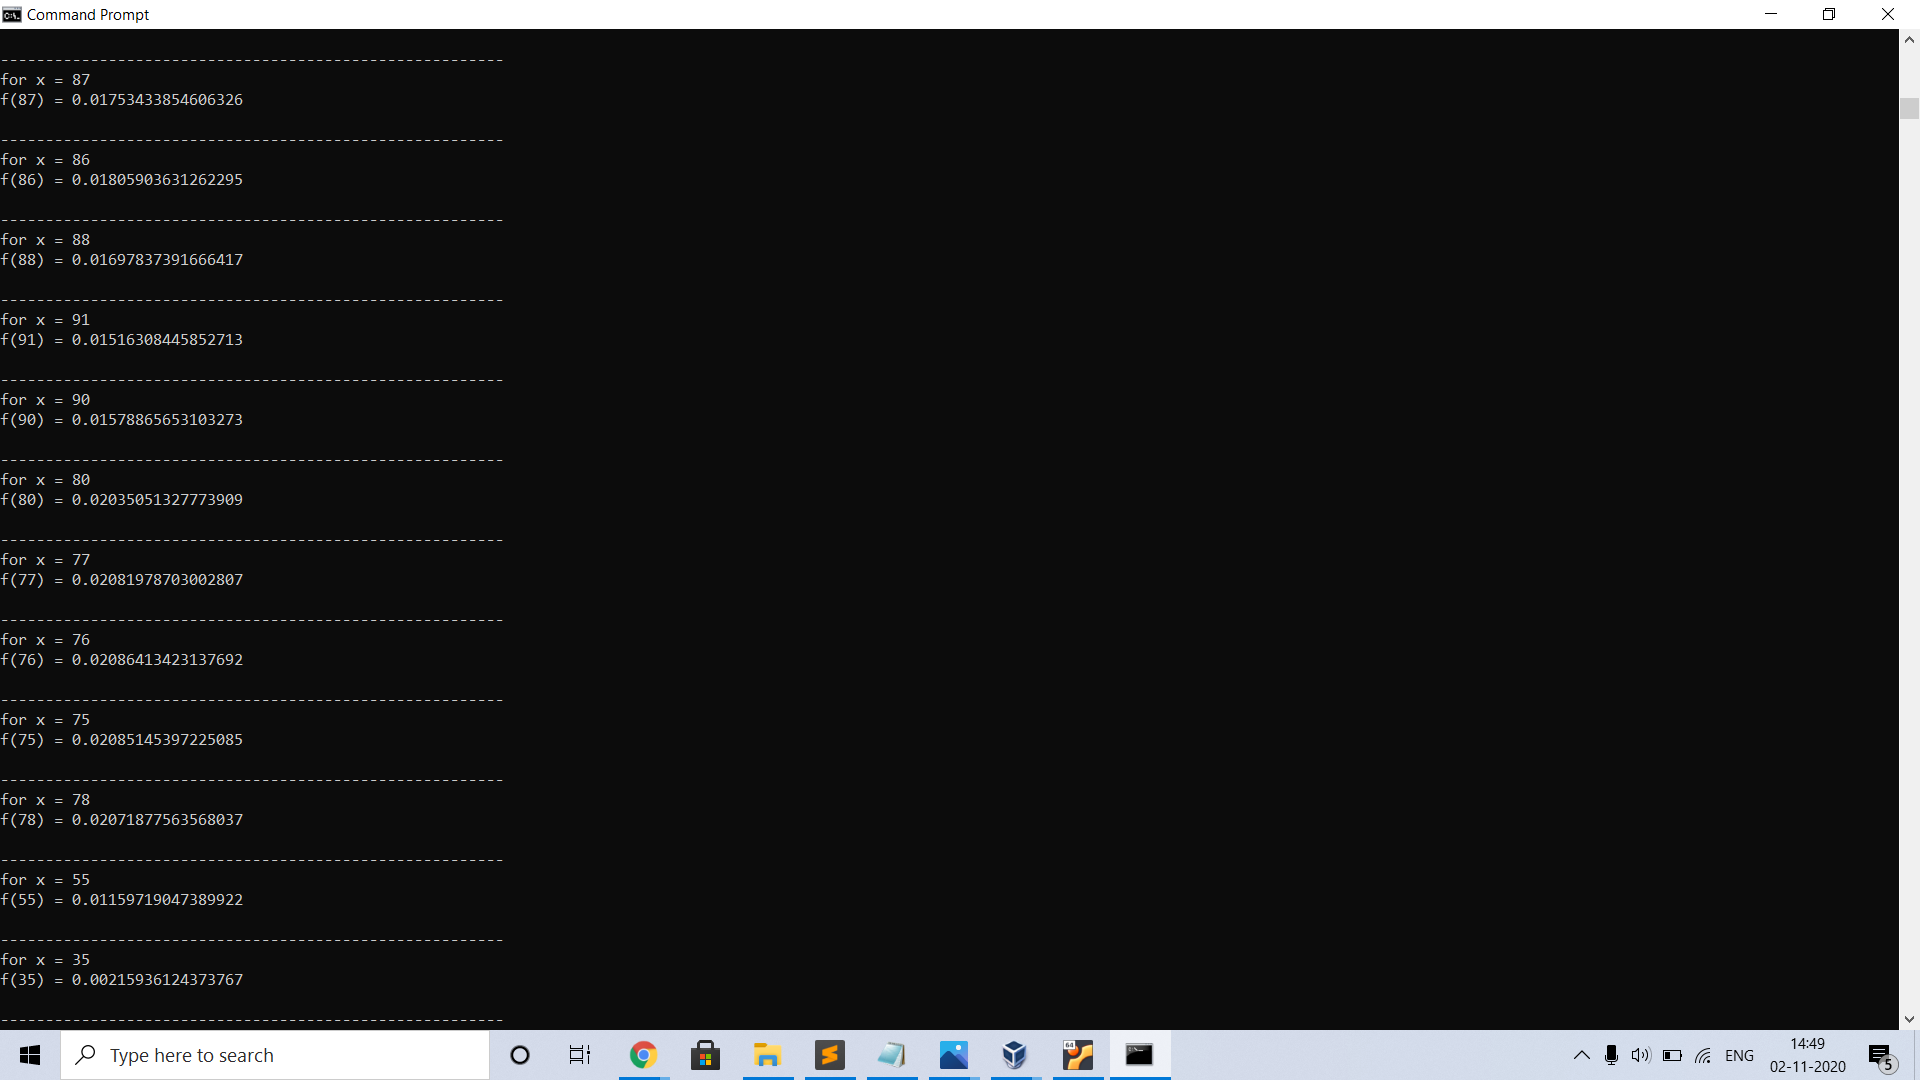 Command Prompt
--------------------------------------------------------
for x = 87
f(87) = 0.01753433854606326
--------------------------------------------------------
for x = 86
f(86) = 0.01805903631262295
--------------------------------------------------------
for x = 88
f(88) = 0.01697837391666417
--------------------------------------------------------
for x = 91
f(91) = 0.01516308445852713
--------------------------------------------------------
for x = 90
f(90) = 0.01578865653103273
--------------------------------------------------------
for x = 80
f(80) = 0.02035051327773909
--------------------------------------------------------
for x = 77
f(77) = 0.02081978703002807
--------------------------------------------------------
for x = 76
f(76) = 0.02086413423137692
--------------------------------------------------------
for x = 75
f(75) = 0.02085145397225085
--------------------------------------------------------
for x = 78
f(78) = 0.02071877563568037
--------------------------------------------------------
for x = 55
f(55) = 0.01159719047389922
--------------------------------------------------------
for x = 35
f(35) = 0.00215936124373767
--------------------------------------------------------
Type here to search
64
ENG
14:49
02-11-2020
5